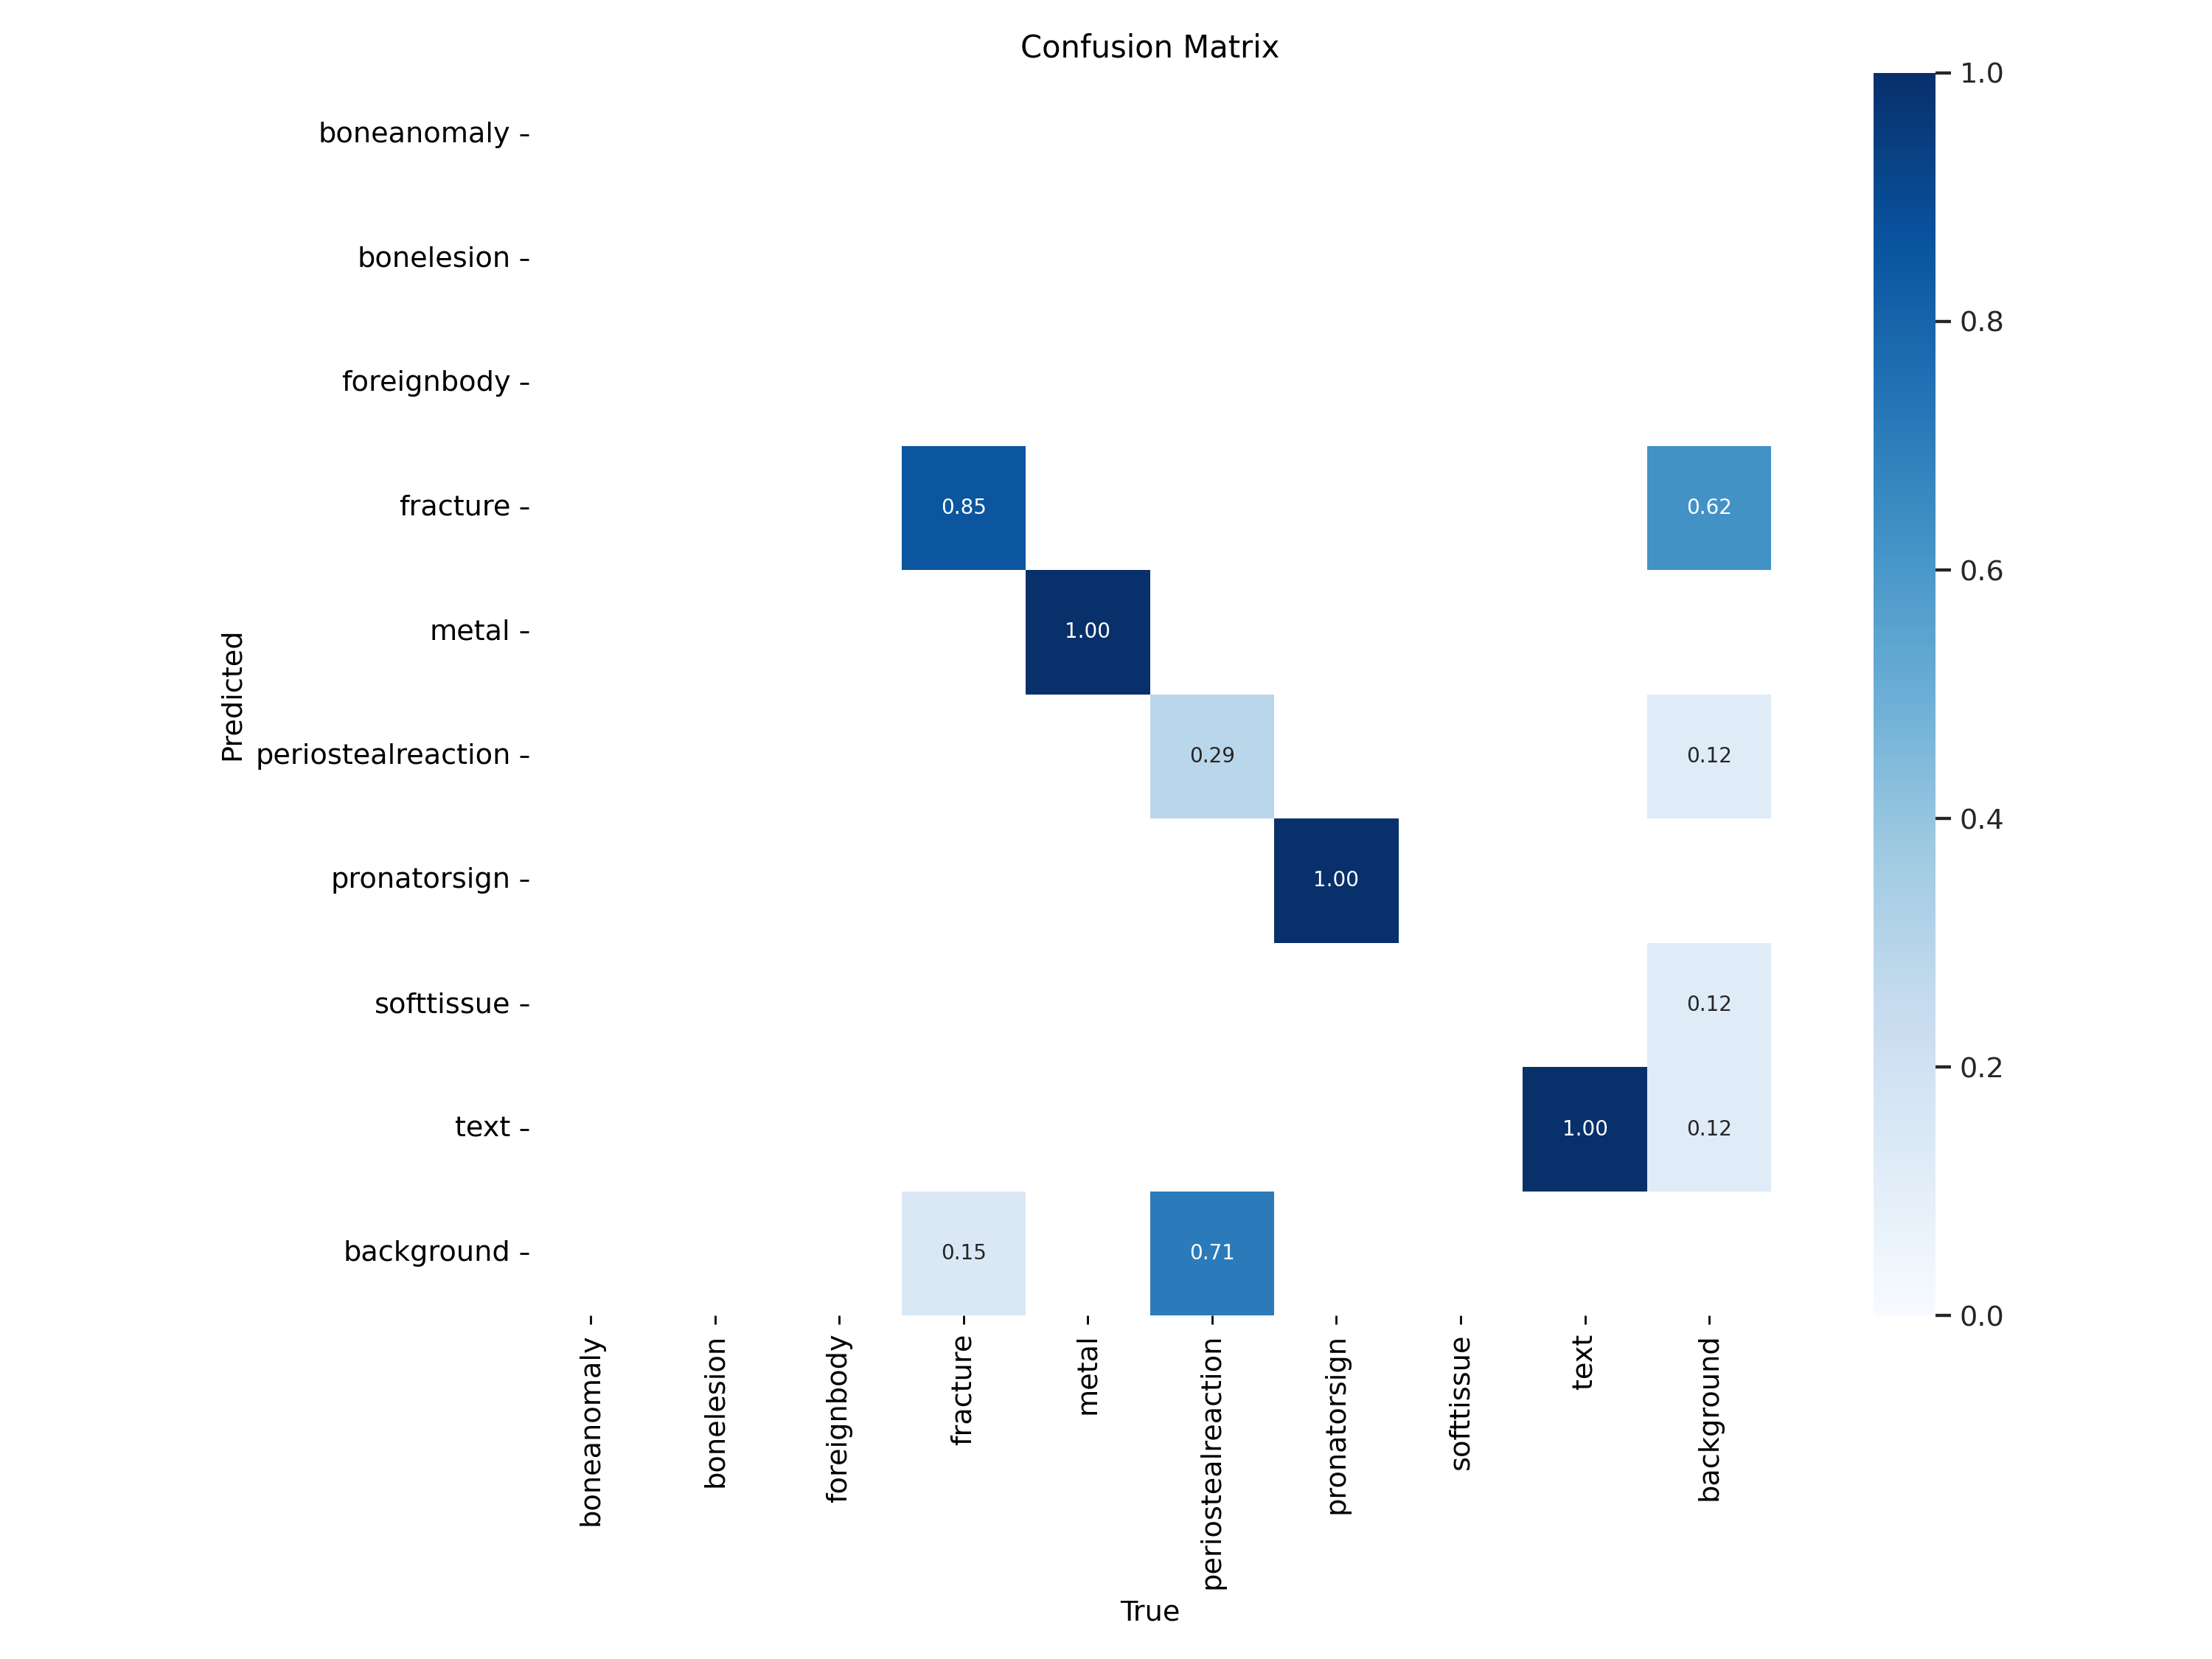 Confusion Matrix
Predicted
boneanomaly
bonelesion
foreignbody
fracture 0.85 0.62
metal 1.00
periostealreaction 0.29 0.12
pronatorsign 1.00
softtissue 0.12
text 1.00 0.12
background 0.15 0.71
boneanomaly
bonelesion
foreignbody
fracture
metal
periostealreaction
pronatorsign
softtissue
text
background
True
1.0
0.8
0.6
0.4
0.2
0.0